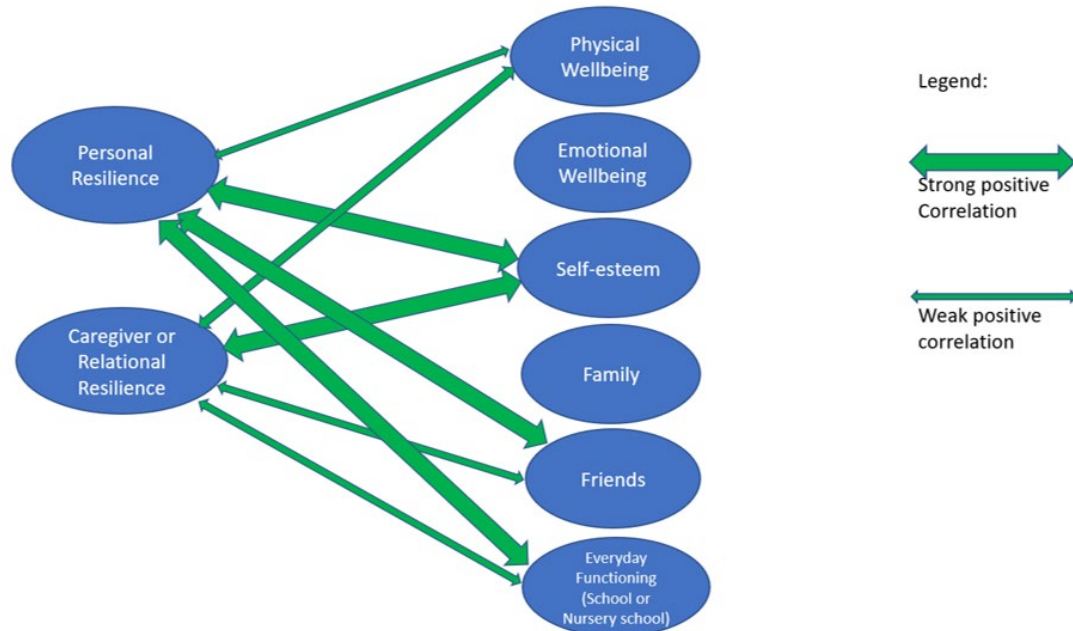 Personal
Resilience
Caregiver or
Relational
Resilience
Physical
Wellbeing
Emotional
Wellbeing
Self-esteem
Family
Friends
Everyday
Functioning
(School or
Nursery school)
Legend:
Strong positive
Correlation
Weak positive
correlation